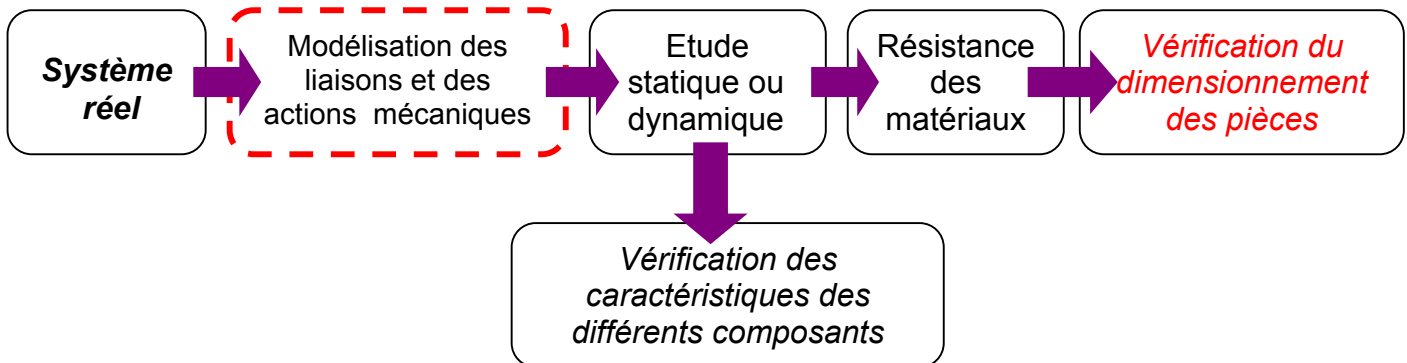 Système
réel
Modélisation des
liaisons et des
actions mécaniques
Etude
statique ou
dynamique
Résistance
des
matériaux
Vérification du
dimensionnement
des pièces
Vérification des
caractéristiques des
différents composants